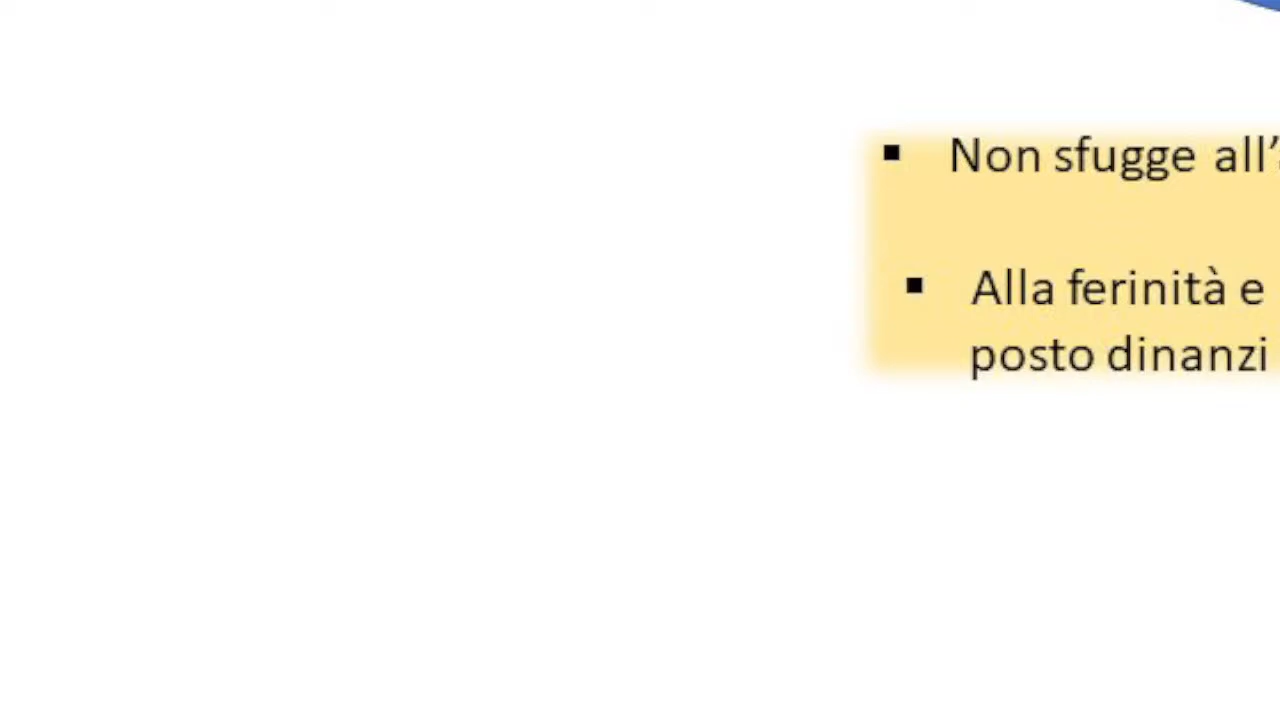 ▪ Non sfugge all'
▪ Alla ferinità e
posto dinanzi